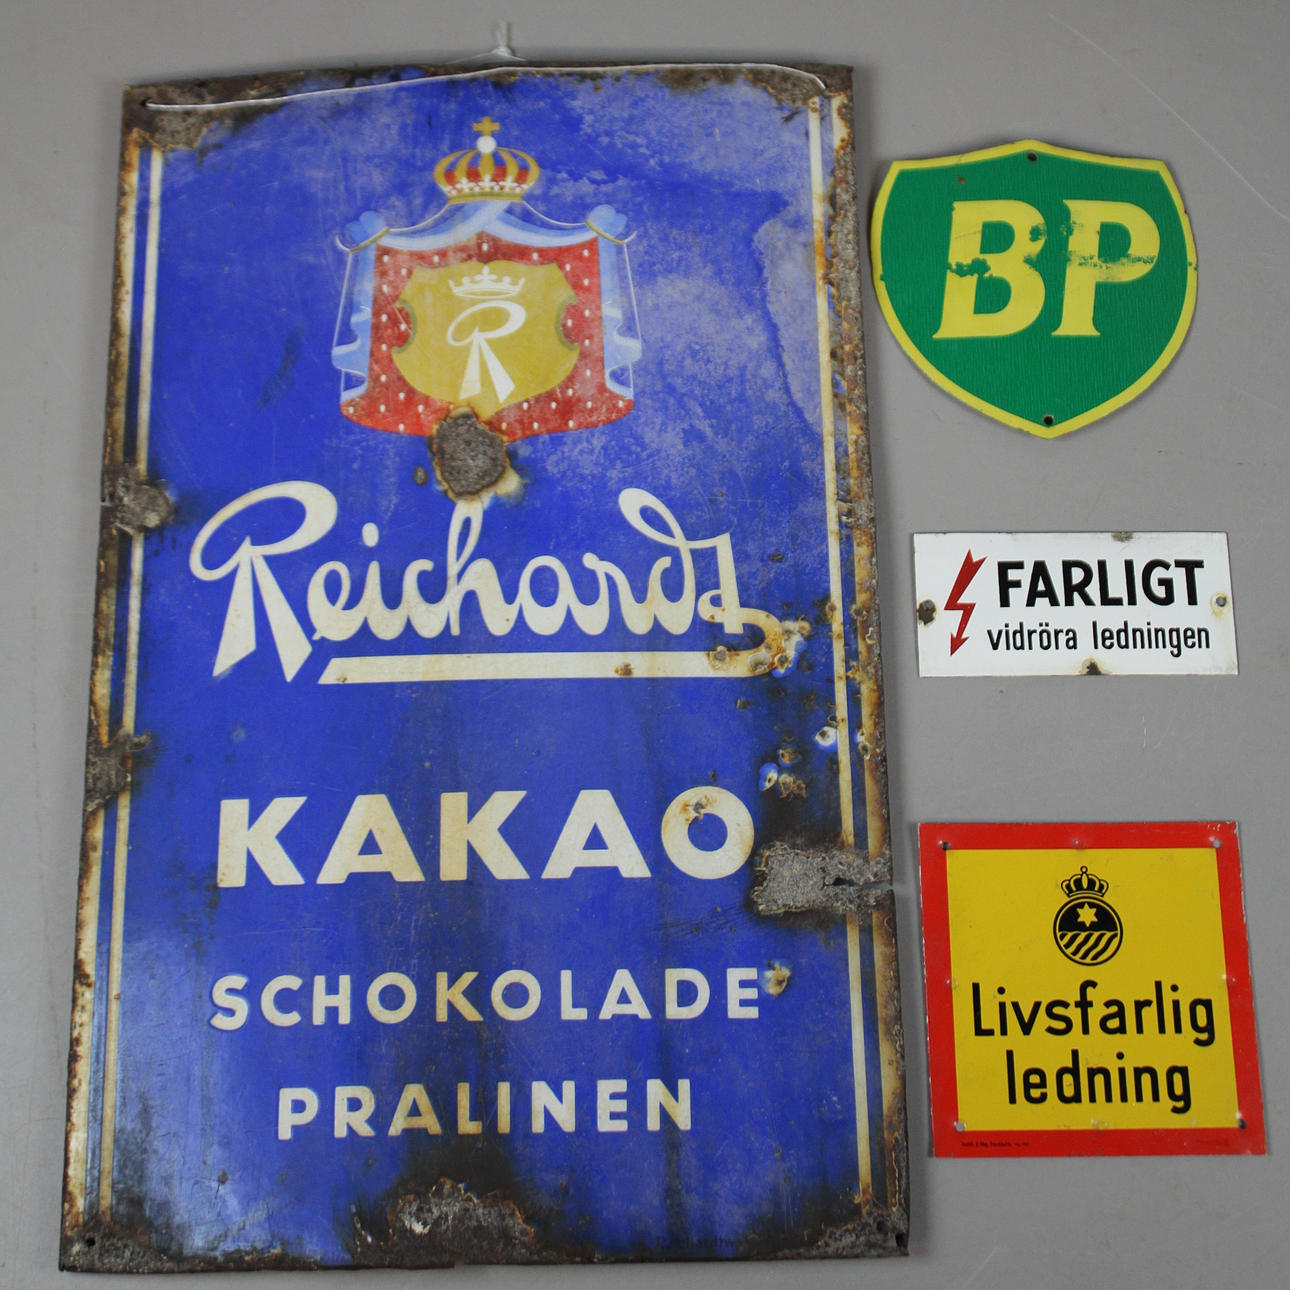 R
Reichardt
KAKAO
SCHOKOLADE
PRALINEN
BP
FARLIGT
vidröra ledningen
Livsfarlig
ledning